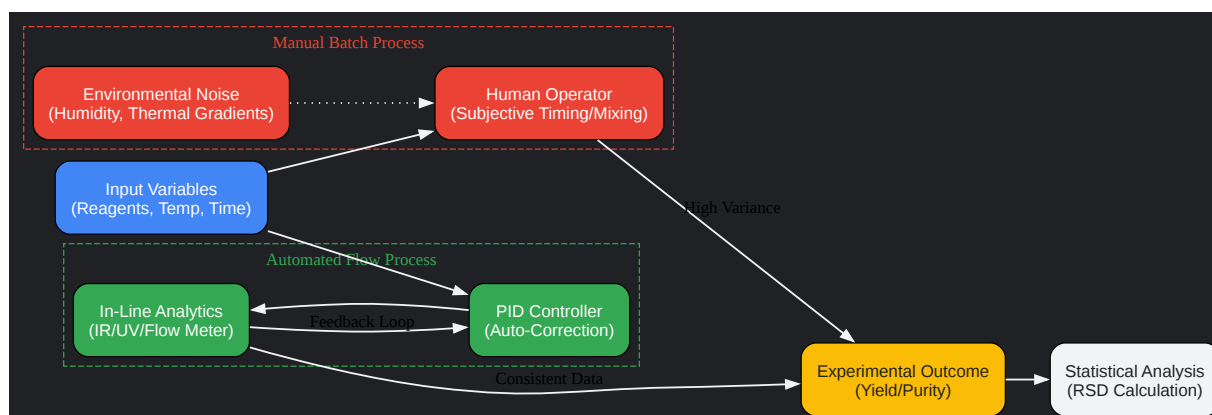 Manual Batch Process
Environmental Noise
(Humidity, Thermal Gradients)
Human Operator
(Subjective Timing/Mixing)
Input Variables
(Reagents, Temp, Time)
High Variance
Automated Flow Process
In-Line Analytics
(IR/UV/Flow Meter)
Feedback Loop
PID Controller
(Auto-Correction)
Consistent Data
Experimental Outcome
(Yield/Purity)
Statistical Analysis
(RSD Calculation)